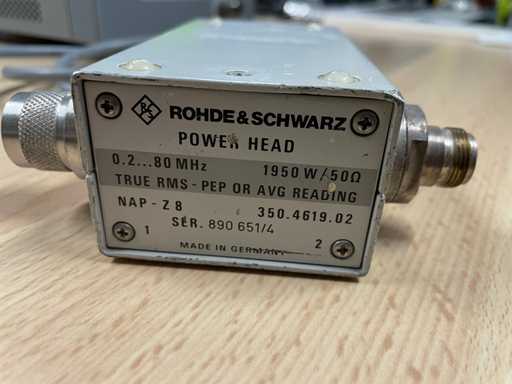 R&S ROHDE & SCHWARZ
POWER HEAD
0.2...80 MHz 1950 W/50Ω
TRUE RMS - PEP OR AVG READING
NAP - Z 8 350.4619.02
SER. 890 651/4
1 2
MADE IN GERMANY